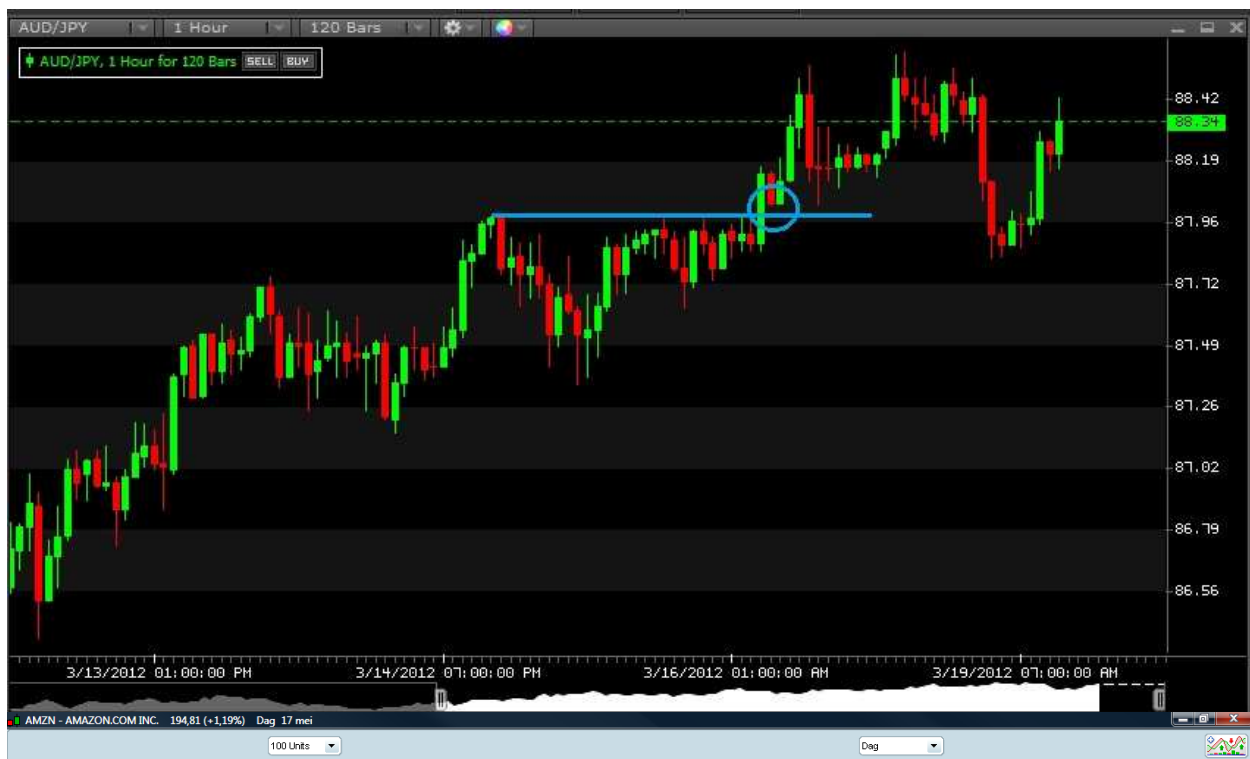 AUD/JPY 1 Hour 120 Bars
AUD/JPY, 1 Hour for 120 Bars SELL BUY
88.42
88.34
88.19
87.96
87.72
87.49
87.26
87.02
86.79
86.56
3/13/2012 01:00:00 PM 3/14/2012 07:00:00 PM 3/16/2012 01:00:00 AM 3/19/2012 07:00:00 AM
AMZN - AMAZON.COM INC. 194,81 (+1,19%) Dag 17 mei
100 Units Dag